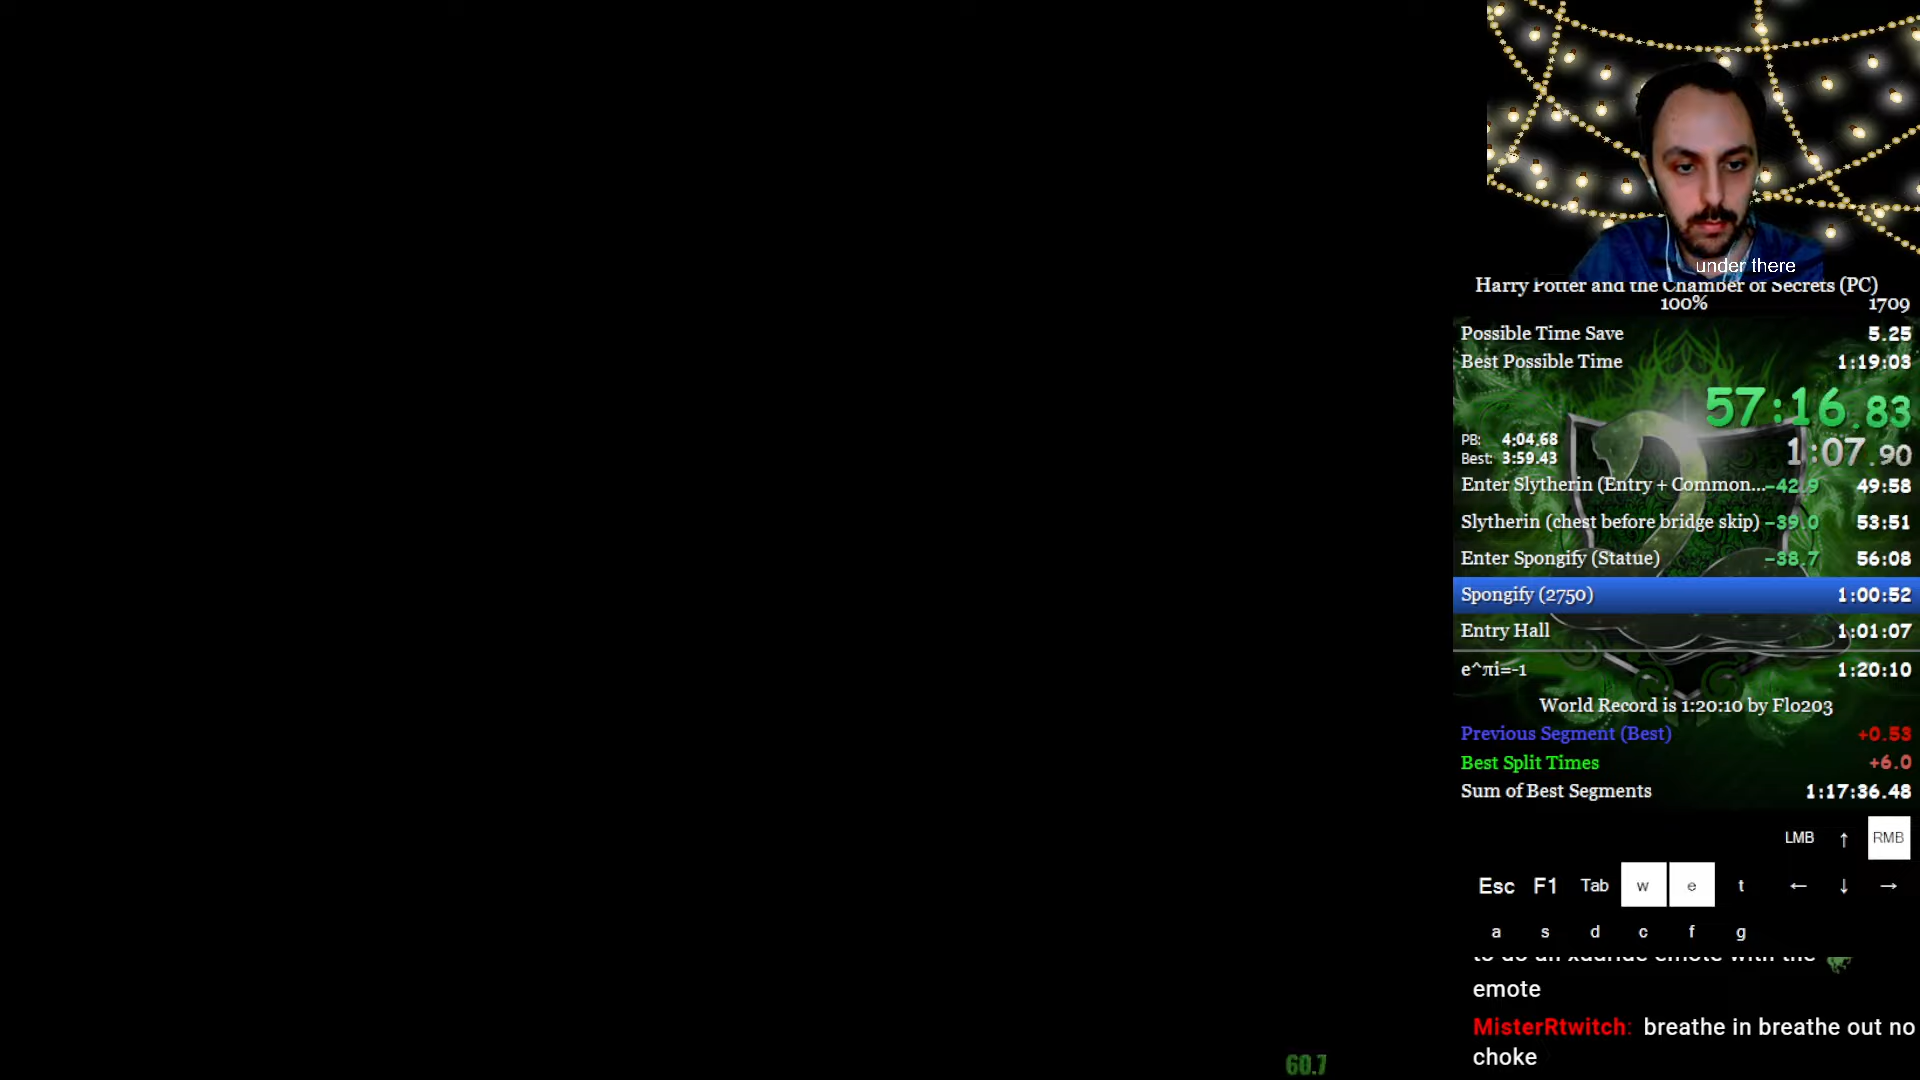 under there
Harry Potter and the Chamber of Secrets (PC)
100% 1709
Possible Time Save 5.25
Best Possible Time 1:19:03
57:16.83
PB: 4:04.68
Best: 3:59.43
1:07.90
Enter Slytherin (Entry + Common... -42.9 49:58
Slytherin (chest before bridge skip) -39.0 53:51
Enter Spongify (Statue) -38.7 56:08
Spongify (2750) 1:00:52
Entry Hall 1:01:07
e^πi=-1 1:20:10
World Record is 1:20:10 by Flo203
Previous Segment (Best) +0.53
Best Split Times +6.0
Sum of Best Segments 1:17:36.48
LMB ↑ RMB
Esc F1 Tab w e t ← ↓ →
a s d c f g
emote with the
emote
MisterRtwitch: breathe in breathe out no
choke
60.7